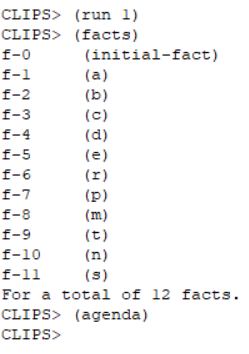 CLIPS> (run 1)
CLIPS> (facts)
f-0 (initial-fact)
f-1 (a)
f-2 (b)
f-3 (c)
f-4 (d)
f-5 (e)
f-6 (r)
f-7 (p)
f-8 (m)
f-9 (t)
f-10 (n)
f-11 (s)
For a total of 12 facts.
CLIPS> (agenda)
CLIPS>